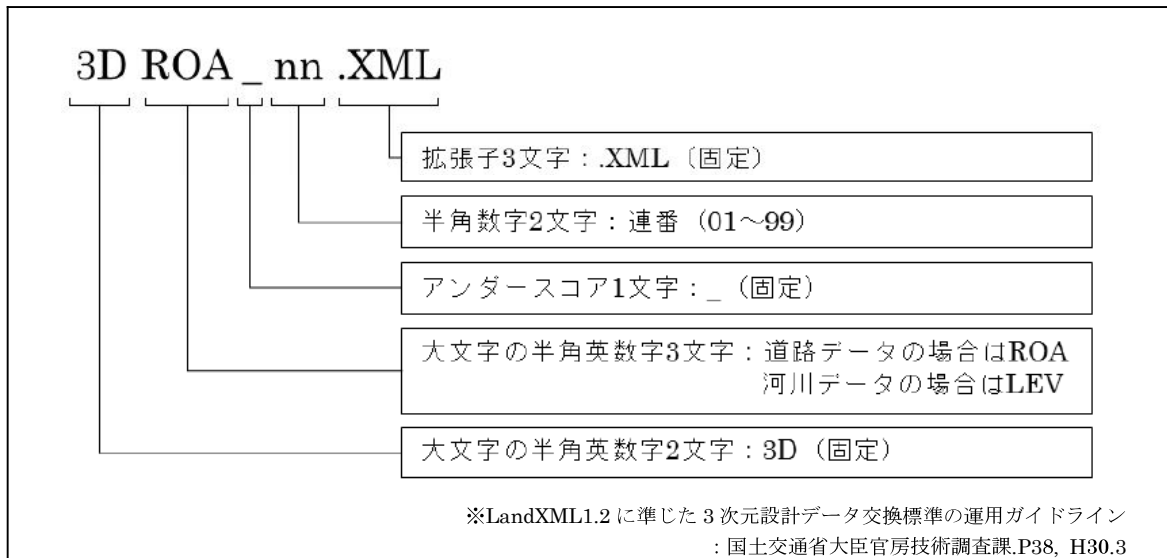 3D ROA _ nn .XML
拡張子3文字：.XML（固定）
半角数字2文字：連番（01～99）
アンダースコア1文字：_（固定）
大文字の半角英数字3文字：道路データの場合はROA
河川データの場合はLEV
大文字の半角英数字2文字：3D（固定）
※LandXML1.2 に準じた 3 次元設計データ交換標準の運用ガイドライン
：国土交通省大臣官房技術調査課.P38, H30.3